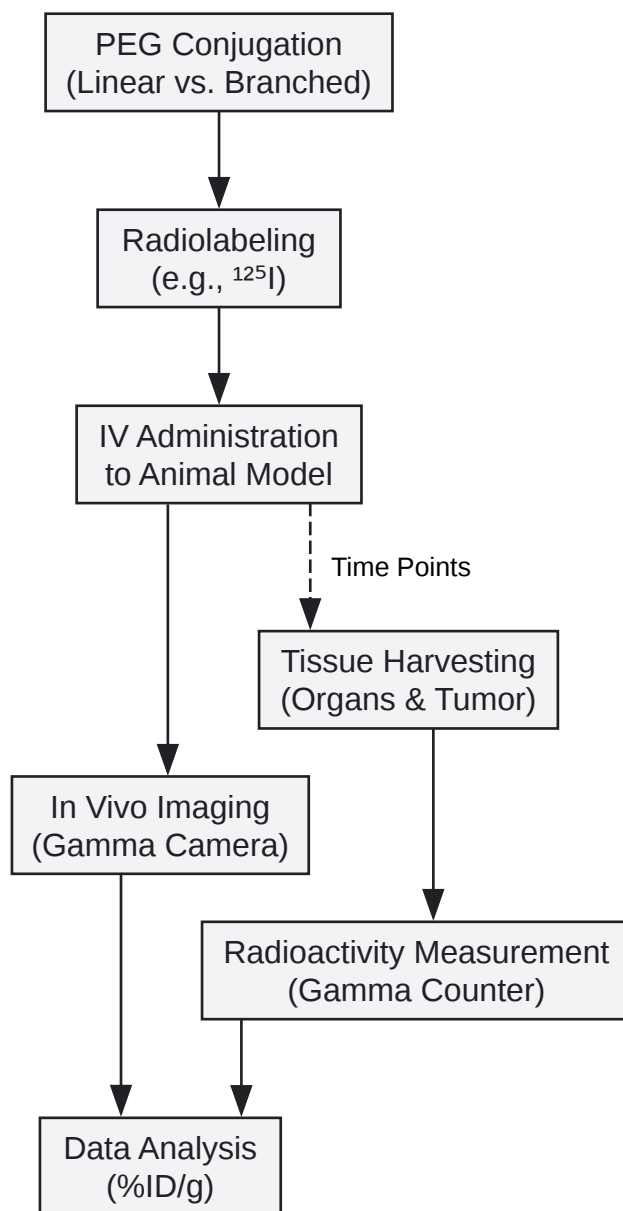 PEG Conjugation
(Linear vs. Branched)
Radiolabeling
(e.g., ¹²⁵I)
IV Administration
to Animal Model
Time Points
Tissue Harvesting
(Organs & Tumor)
In Vivo Imaging
(Gamma Camera)
Radioactivity Measurement
(Gamma Counter)
Data Analysis
(%ID/g)